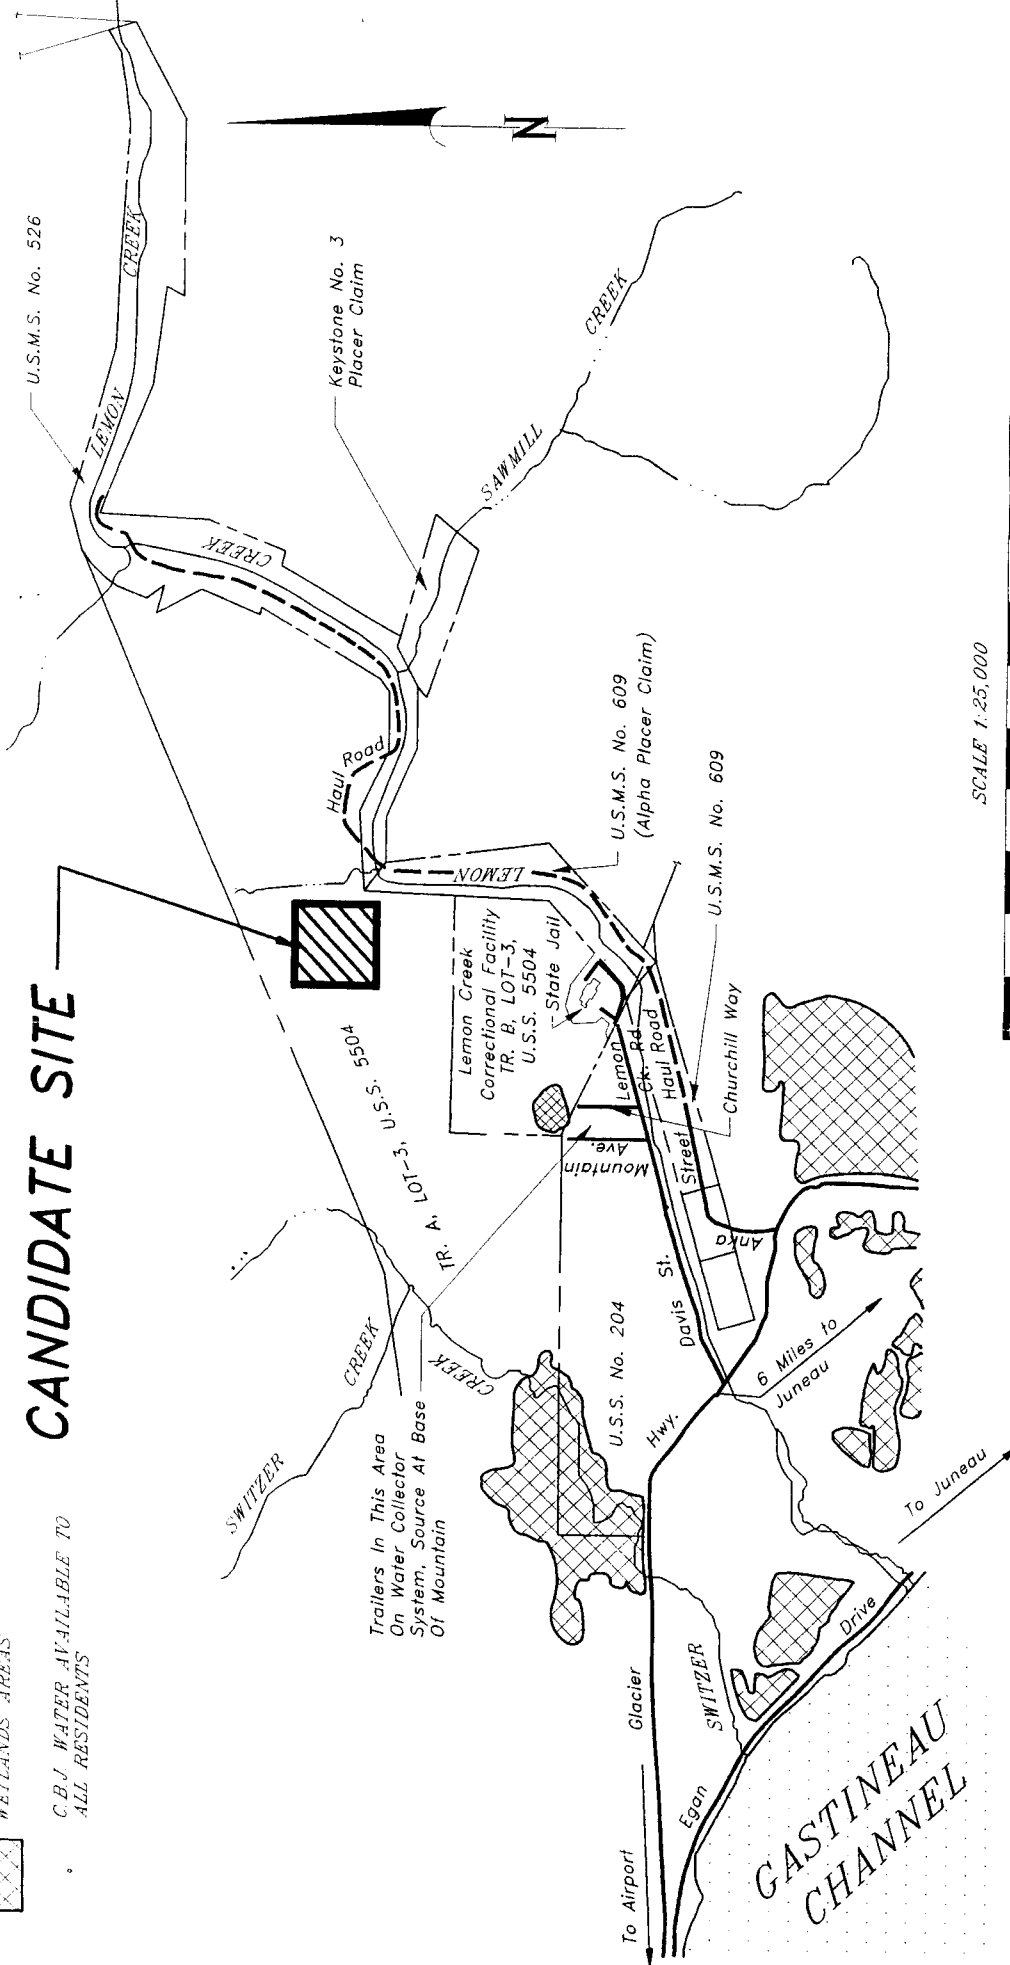 WETLANDS AREAS
C.B.J. WATER AVAILABLE TO
ALL RESIDENTS
CANDIDATE SITE
U.S.M.S. No. 526
N
LEMON
CREEK
CREEK
Keystone No. 3
Placer Claim
CREEK
SAWMILL
Haul Road
LEMON
U.S.M.S. No. 609
(Alpha Placer Claim)
U.S.M.S. No. 609
Lemon Creek
Correctional Facility
TR. B, LOT-3,
U.S.S. 5504
State Jail
TR. A, LOT-3, U.S.S. 5504
Lemon
Ck. Rd
Haul Road
Churchill Way
Mountain
Ave.
Street
Anka
Davis St.
SWITZER
CREEK
CREEK
Trailers In This Area
On Water Collector
System, Source At Base
Of Mountain
U.S.S. No. 204
Glacier
Hwy.
6 Miles to
Juneau
To Juneau
SWITZER
Egan
Drive
To Airport
GASTINEAU
CHANNEL
SCALE 1:25,000